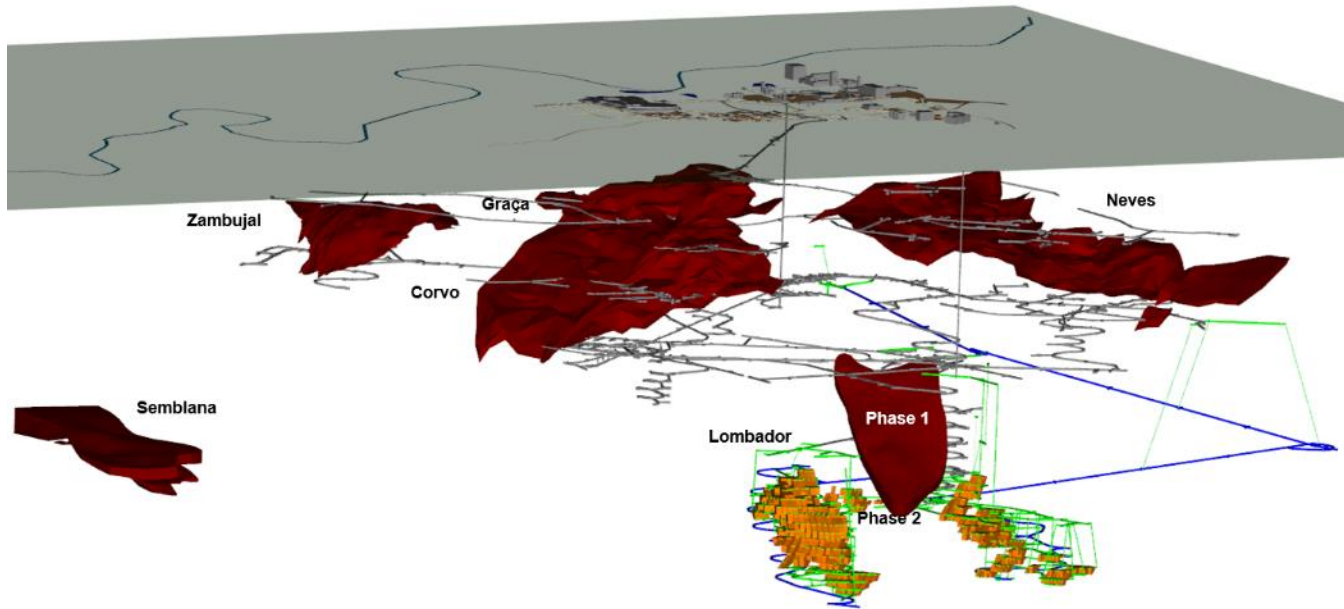 Zambujal
Graça
Neves
Corvo
Semblana
Lombador
Phase 1
Phase 2